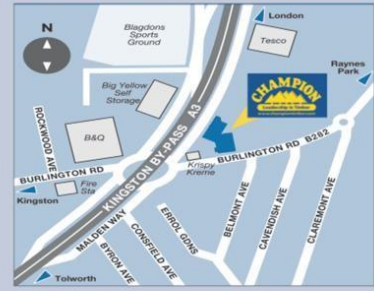 N
Blagdons
Sports
Ground
London
Tesco
Raynes
Park
Big Yellow
Self
Storage
CHAMPION
Leadership in Timber
KINGSTON BY-PASS A3
ROCKWOOD AVE
B&Q
BURLINGTON RD
BURLINGTON RD B282
Krispy
Kreme
Fire
Sta
Kingston
MALDEN WAY
BYRON AVE
CONSFIELD AVE
ERROL GDNS
BELMONT AVE
CAVENDISH AVE
CLAREMONT AVE
Tolworth